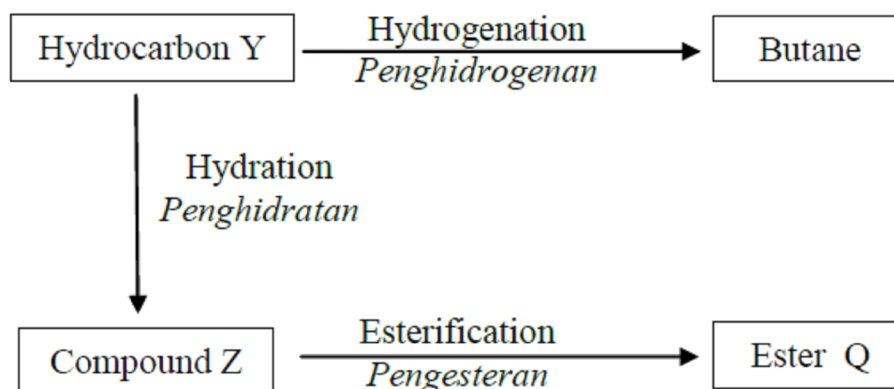 Hydrocarbon Y
Hydrogenation
Penghidrogenan
Butane
Hydration
Penghidratan
Compound Z
Esterification
Pengesteran
Ester Q